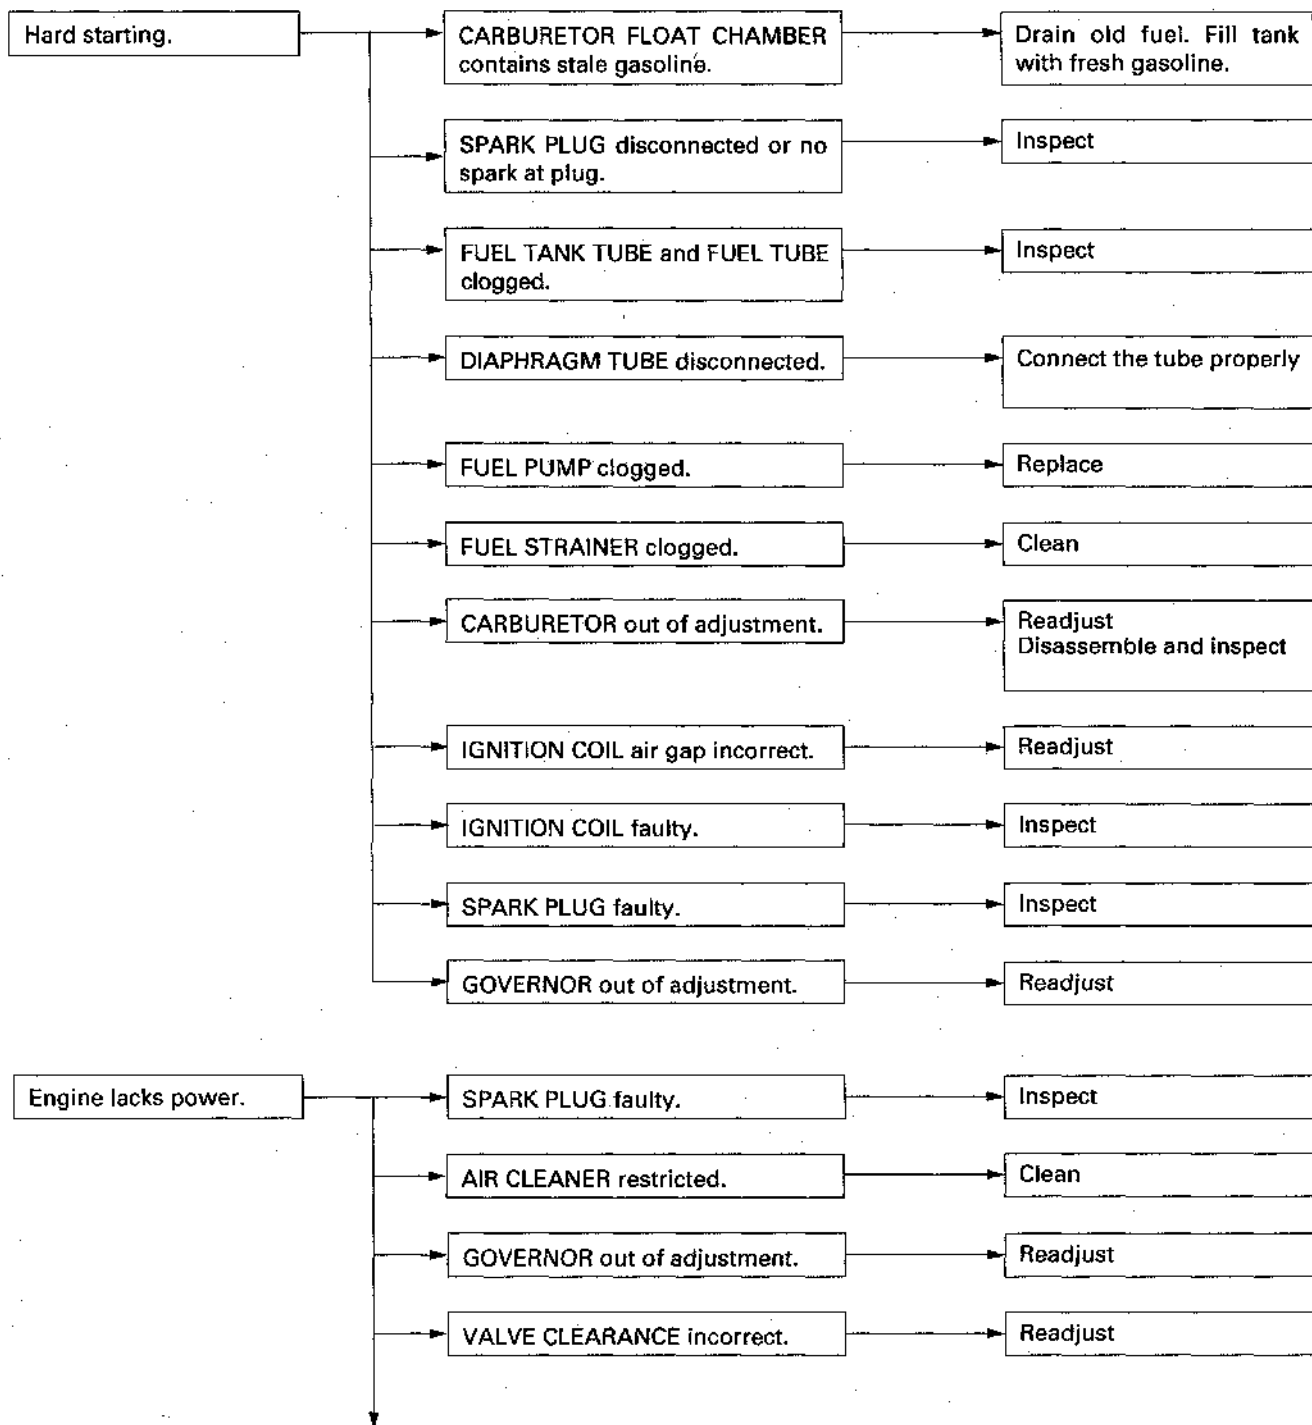 Hard starting.
CARBURETOR FLOAT CHAMBER
contains stale gasoline.
Drain old fuel. Fill tank
with fresh gasoline.
SPARK PLUG disconnected or no
spark at plug.
Inspect
FUEL TANK TUBE and FUEL TUBE
clogged.
Inspect
DIAPHRAGM TUBE disconnected.
Connect the tube properly
FUEL PUMP clogged.
Replace
FUEL STRAINER clogged.
Clean
CARBURETOR out of adjustment.
Readjust
Disassemble and inspect
IGNITION COIL air gap incorrect.
Readjust
IGNITION COIL faulty.
Inspect
SPARK PLUG faulty.
Inspect
GOVERNOR out of adjustment.
Readjust
Engine lacks power.
SPARK PLUG faulty.
Inspect
AIR CLEANER restricted.
Clean
GOVERNOR out of adjustment.
Readjust
VALVE CLEARANCE incorrect.
Readjust